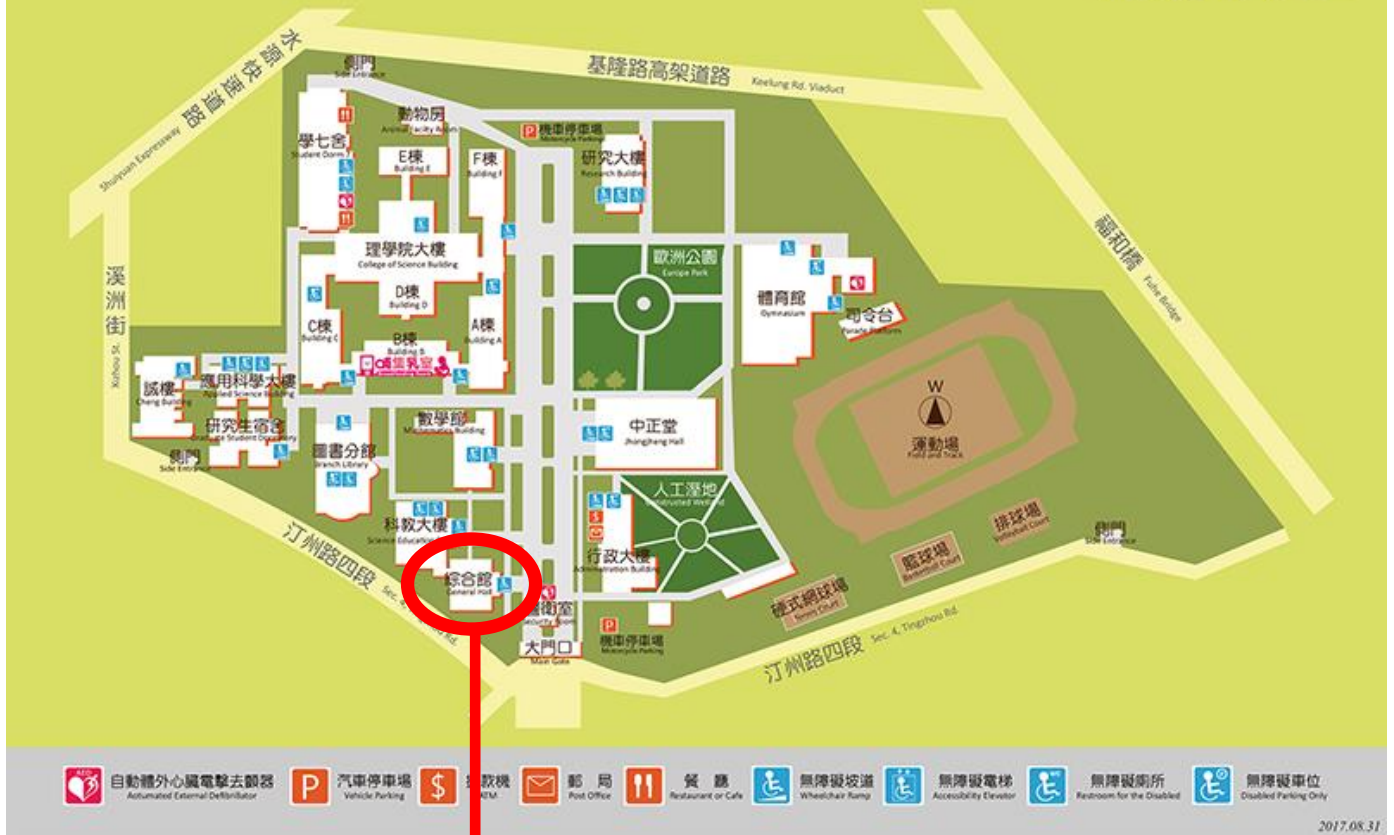 水源快速道路
Shuiyuan Expressway
側門
Side Entrance
基隆路高架道路
Keelung Rd. Viaduct
動物房
Animal Facility Room
機車停車場
Motorcycle Parking
學七舍
Student Dorm 7
E棟
Building E
F棟
Building F
研究大樓
Research Building
福和橋
Fuhe Bridge
理學院大樓
College of Science Building
歐洲公園
Europe Park
溪洲街
Xizhou St.
D棟
Building D
體育館
Gymnasium
司令台
Parade Platform
C棟
Building C
B棟
Building B
A棟
Building A
哺集乳室
誠樓
Cheng Building
應用科學大樓
Applied Science Building
W
運動場
Field and Track
研究生宿舍
Graduate Student Dormitory
數學館
Mathematics Building
中正堂
Jhongjheng Hall
側門
Side Entrance
圖書分館
Branch Library
人工溼地
Constructed Wetland
科教大樓
Science Education
排球場
Volleyball Court
側門
Side Entrance
行政大樓
Administration Building
籃球場
Basketball Court
汀州路四段
Sec. 4, Rd.
綜合館
General Hall
硬式網球場
Tennis Court
警衛室
Security Room
機車停車場
Motorcycle Parking
大門口
Main Gate
汀州路四段 Sec. 4, Tingzhou Rd.
AED
自動體外心臟電擊去顫器
Automated External Defibrillator
P
汽車停車場
Vehicle Parking
$
款機
ATM
郵局
Post Office
餐廳
Restaurant or Cafe
無障礙坡道
Wheelchair Ramp
無障礙電梯
Accessibility Elevator
無障礙廁所
Restroom for the Disabled
無障礙車位
Disabled Parking Only
2017.08.31